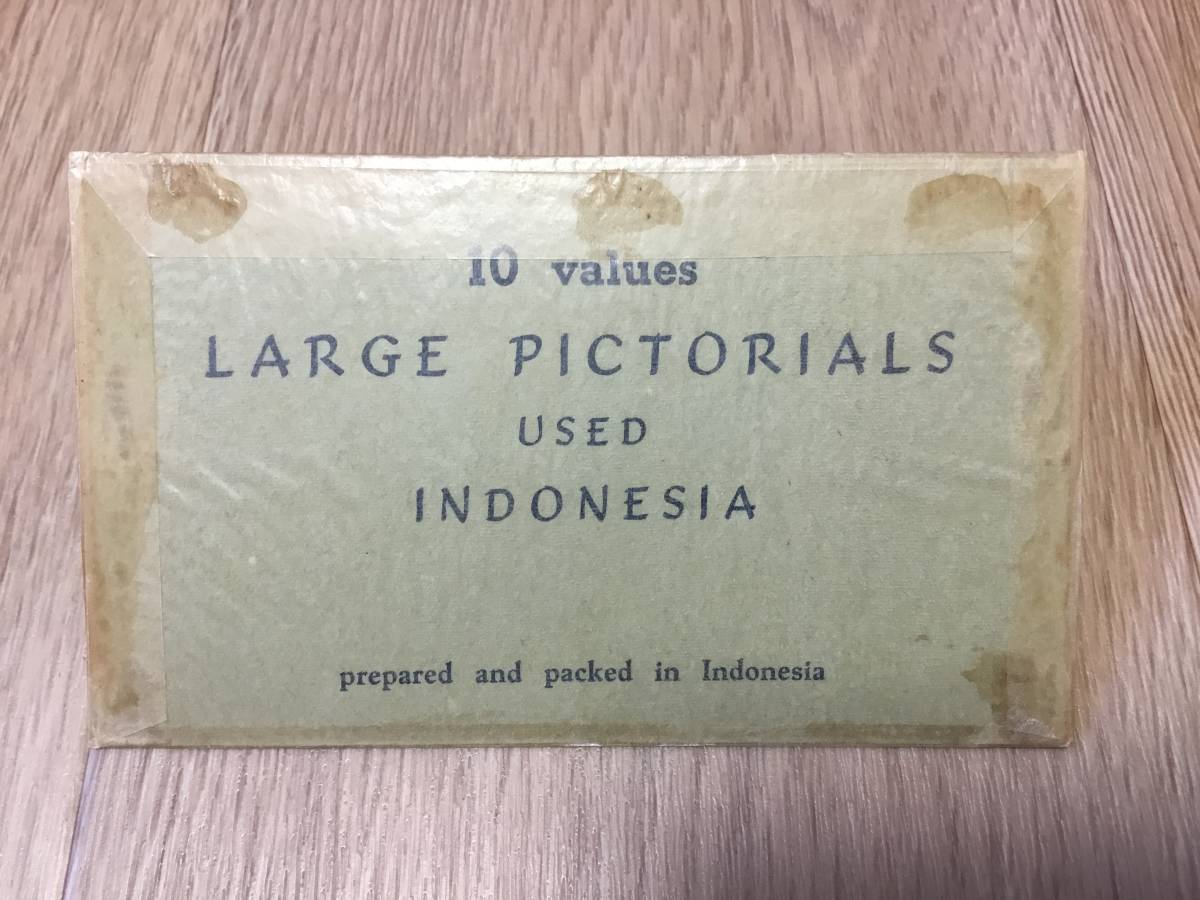 10 values
LARGE PICTORIALS
USED
INDONESIA
prepared and packed in Indonesia